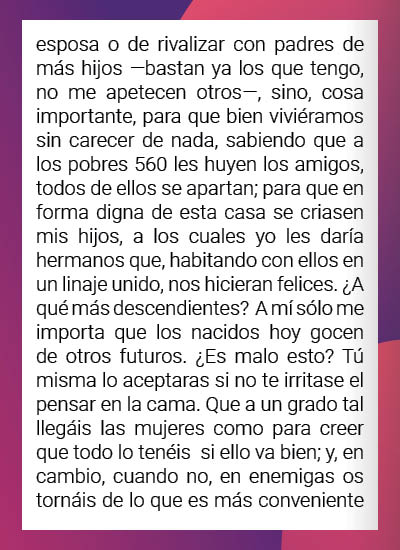 esposa o de rivalizar con padres de
más hijos —bastan ya los que tengo,
no me apetecen otros—, sino, cosa
importante, para que bien viviéramos
sin carecer de nada, sabiendo que a
los pobres 560 les huyen los amigos,
todos de ellos se apartan; para que en
forma digna de esta casa se criasen
mis hijos, a los cuales yo les daría
hermanos que, habitando con ellos en
un linaje unido, nos hicieran felices. ¿A
qué más descendientes? A mí sólo me
importa que los nacidos hoy gocen
de otros futuros. ¿Es malo esto? Tú
misma lo aceptaras si no te irritase el
pensar en la cama. Que a un grado tal
llegáis las mujeres como para creer
que todo lo tenéis si ello va bien; y, en
cambio, cuando no, en enemigas os
tornáis de lo que es más conveniente